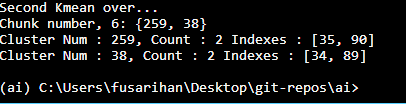 Second Kmean over...
Chunk number, 6: {259, 38}
Cluster Num : 259, Count : 2 Indexes : [35, 90]
Cluster Num : 38, Count : 2 Indexes : [34, 89]
(ai) C:\Users\fusarihan\Desktop\git-repos\ai>